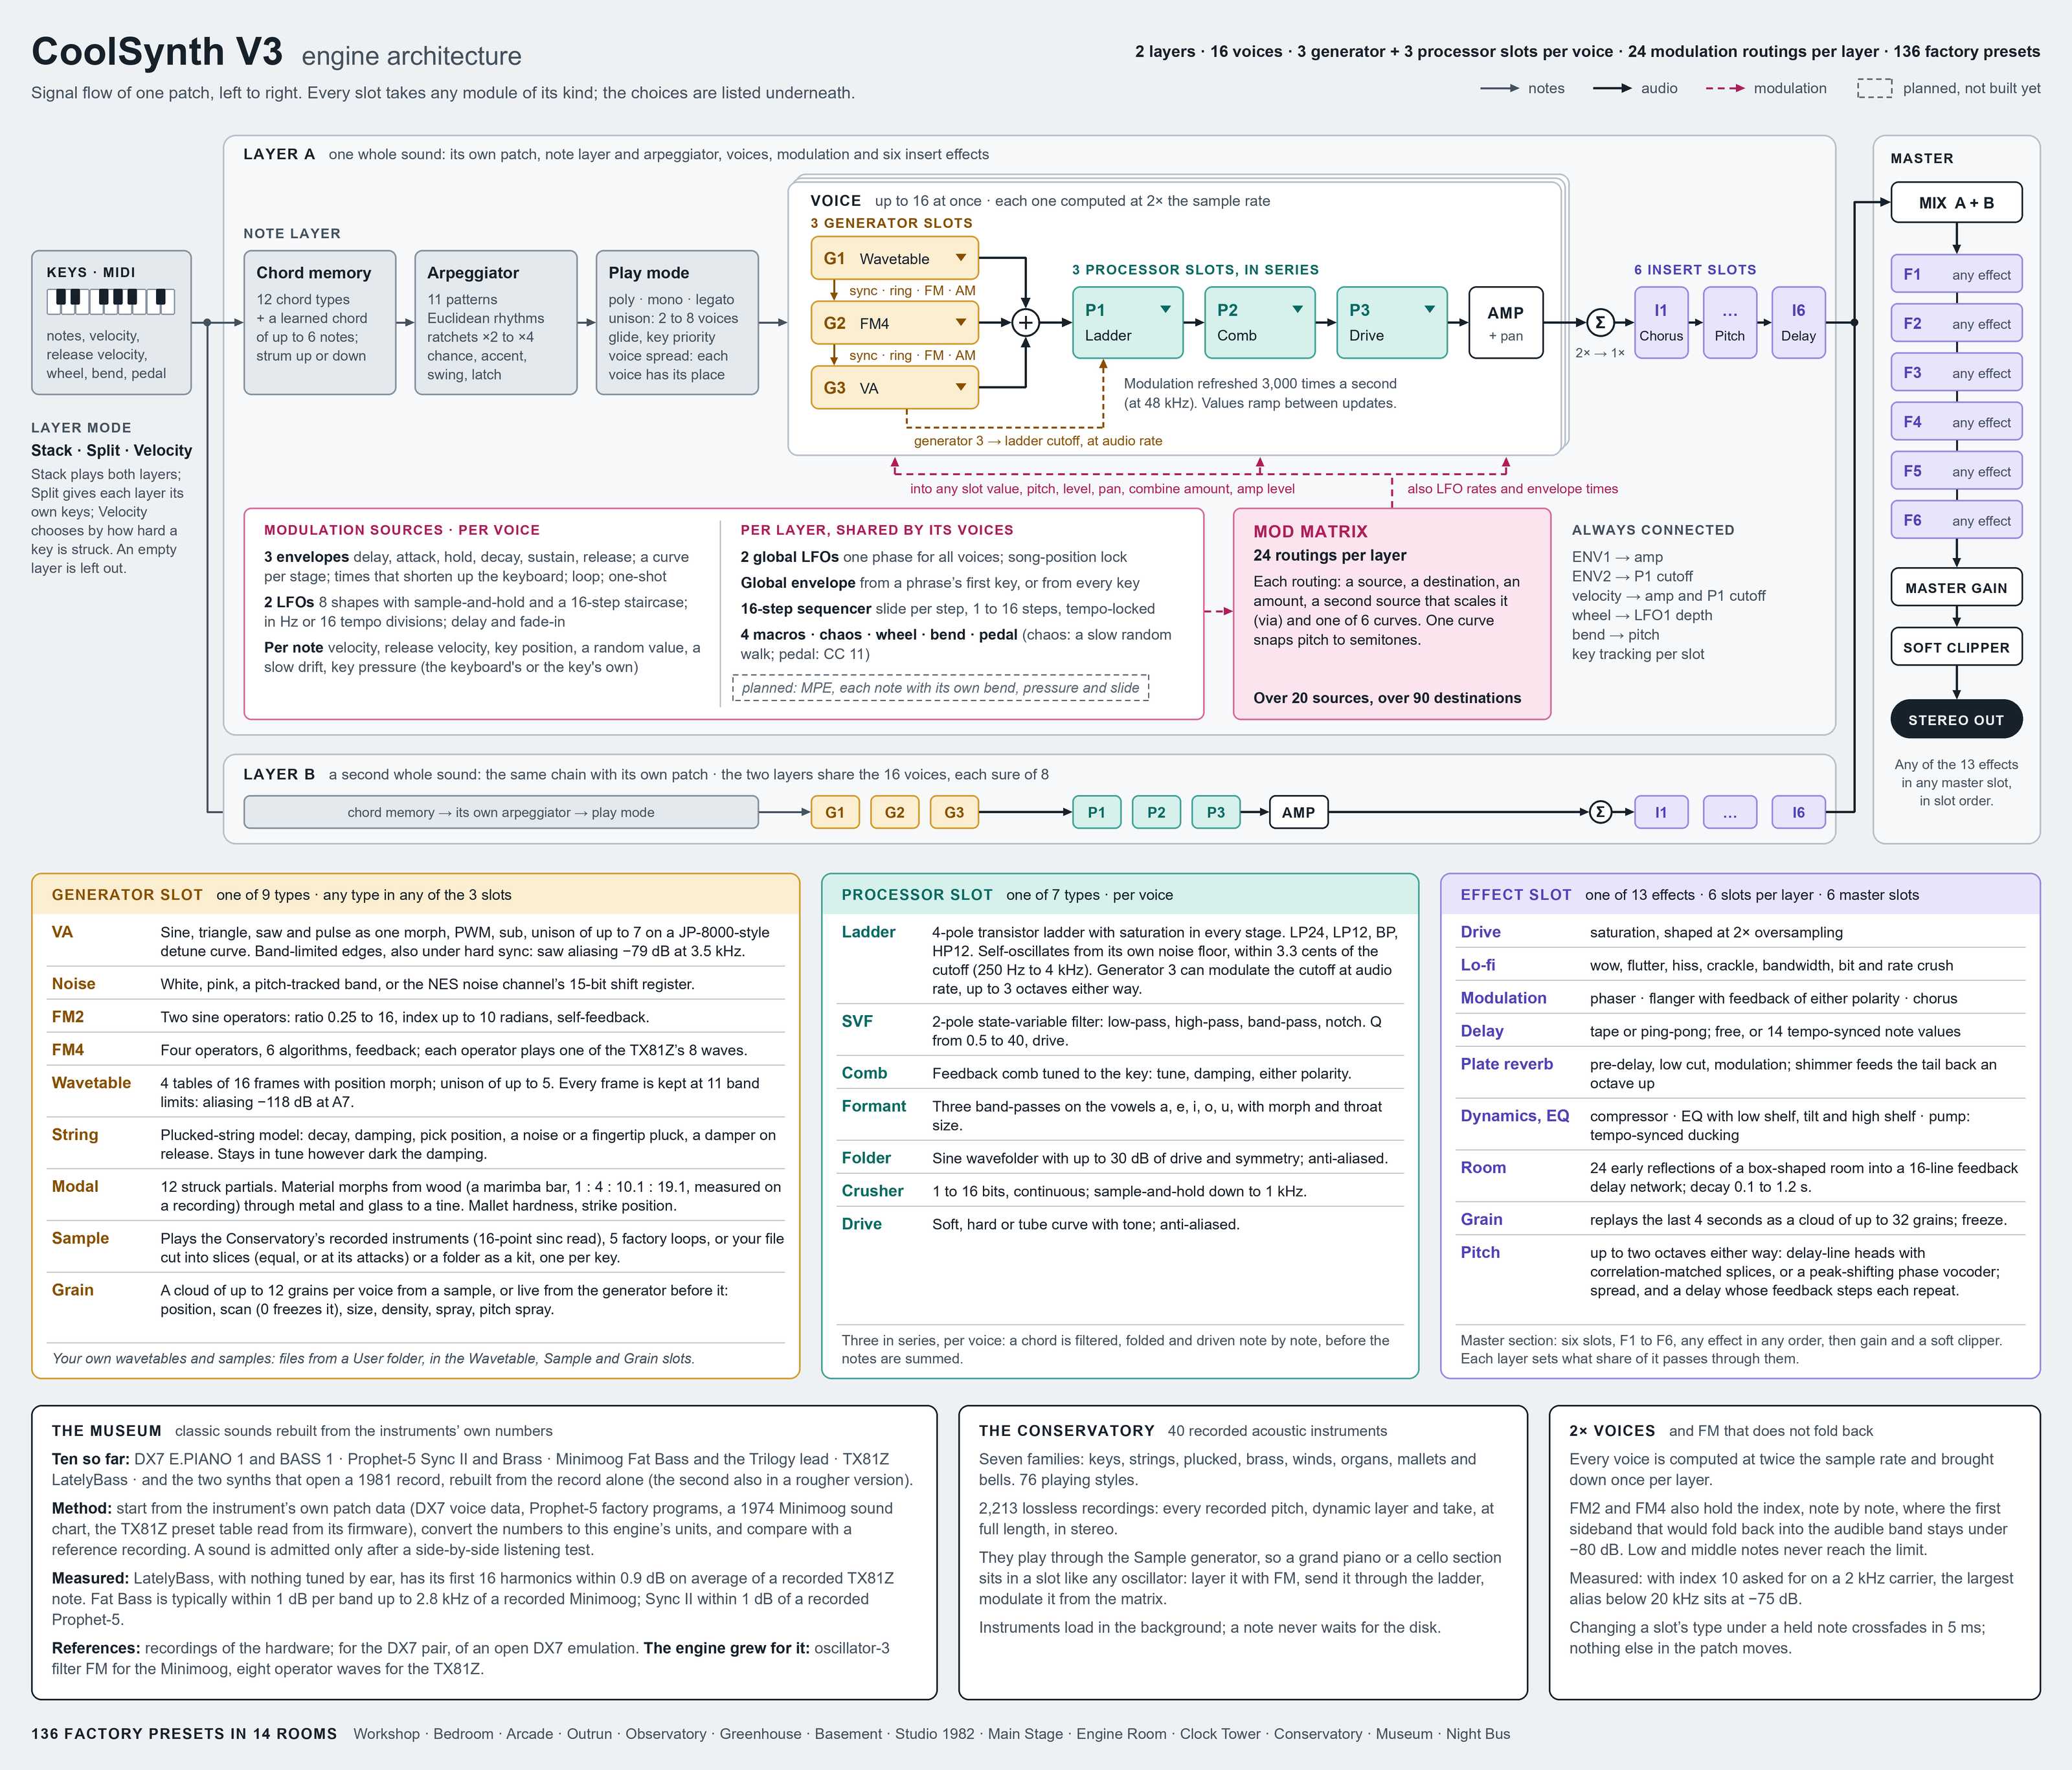 CoolSynth V3 engine architecture
2 layers · 16 voices · 3 generator + 3 processor slots per voice · 24 modulation routings per layer · 136 factory presets
Signal flow of one patch, left to right. Every slot takes any module of its kind; the choices are listed underneath.
notes
audio
modulation
planned, not built yet
KEYS · MIDI
notes, velocity,
release velocity,
wheel, bend, pedal
LAYER MODE
Stack · Split · Velocity
Stack plays both layers;
Split gives each layer its
own keys; Velocity
chooses by how hard a
key is struck. An empty
layer is left out.
LAYER A one whole sound: its own patch, note layer and arpeggiator, voices, modulation and six insert effects
NOTE LAYER
Chord memory
12 chord types
+ a learned chord
of up to 6 notes;
strum up or down
Arpeggiator
11 patterns
Euclidean rhythms
ratchets ×2 to ×4
chance, accent,
swing, latch
Play mode
poly · mono · legato
unison: 2 to 8 voices
glide, key priority
voice spread: each
voice has its place
VOICE up to 16 at once · each one computed at 2× the sample rate
3 GENERATOR SLOTS
G1 Wavetable
sync · ring · FM · AM
G2 FM4
sync · ring · FM · AM
G3 VA
generator 3 → ladder cutoff, at audio rate
3 PROCESSOR SLOTS, IN SERIES
P1
Ladder
P2
Comb
P3
Drive
AMP
+ pan
Modulation refreshed 3,000 times a second
(at 48 kHz). Values ramp between updates.
Σ
2× → 1×
6 INSERT SLOTS
I1
Chorus
...
Pitch
I6
Delay
into any slot value, pitch, level, pan, combine amount, amp level
also LFO rates and envelope times
MODULATION SOURCES · PER VOICE
3 envelopes delay, attack, hold, decay, sustain, release; a curve
per stage; times that shorten up the keyboard; loop; one-shot
2 LFOs 8 shapes with sample-and-hold and a 16-step staircase;
in Hz or 16 tempo divisions; delay and fade-in
Per note velocity, release velocity, key position, a random value, a
slow drift, key pressure (the keyboard's or the key's own)
PER LAYER, SHARED BY ITS VOICES
2 global LFOs one phase for all voices; song-position lock
Global envelope from a phrase’s first key, or from every key
16-step sequencer slide per step, 1 to 16 steps, tempo-locked
4 macros · chaos · wheel · bend · pedal (chaos: a slow random
walk; pedal: CC 11)
planned: MPE, each note with its own bend, pressure and slide
MOD MATRIX
24 routings per layer
Each routing: a source, a destination, an
amount, a second source that scales it
(via) and one of 6 curves. One curve
snaps pitch to semitones.
Over 20 sources, over 90 destinations
ALWAYS CONNECTED
ENV1 → amp
ENV2 → P1 cutoff
velocity → amp and P1 cutoff
wheel → LFO1 depth
bend → pitch
key tracking per slot
MASTER
MIX A + B
F1 any effect
F2 any effect
F3 any effect
F4 any effect
F5 any effect
F6 any effect
MASTER GAIN
SOFT CLIPPER
STEREO OUT
Any of the 13 effects
in any master slot,
in slot order.
LAYER B a second whole sound: the same chain with its own patch · the two layers share the 16 voices, each sure of 8
chord memory → its own arpeggiator → play mode
G1
G2
G3
P1
P2
P3
AMP
Σ
I1
...
I6
GENERATOR SLOT one of 9 types · any type in any of the 3 slots
VA Sine, triangle, saw and pulse as one morph, PWM, sub, unison of up to 7 on a JP-8000-style
detune curve. Band-limited edges, also under hard sync: saw aliasing −79 dB at 3.5 kHz.
Noise White, pink, a pitch-tracked band, or the NES noise channel’s 15-bit shift register.
FM2 Two sine operators: ratio 0.25 to 16, index up to 10 radians, self-feedback.
FM4 Four operators, 6 algorithms, feedback; each operator plays one of the TX81Z’s 8 waves.
Wavetable 4 tables of 16 frames with position morph; unison of up to 5. Every frame is kept at 11 band
limits: aliasing −118 dB at A7.
String Plucked-string model: decay, damping, pick position, a noise or a fingertip pluck, a damper on
release. Stays in tune however dark the damping.
Modal 12 struck partials. Material morphs from wood (a marimba bar, 1 : 4 : 10.1 : 19.1, measured on
a recording) through metal and glass to a tine. Mallet hardness, strike position.
Sample Plays the Conservatory’s recorded instruments (16-point sinc read), 5 factory loops, or your file
cut into slices (equal, or at its attacks) or a folder as a kit, one per key.
Grain A cloud of up to 12 grains per voice from a sample, or live from the generator before it:
position, scan (0 freezes it), size, density, spray, pitch spray.
Your own wavetables and samples: files from a User folder, in the Wavetable, Sample and Grain slots.
PROCESSOR SLOT one of 7 types · per voice
Ladder 4-pole transistor ladder with saturation in every stage. LP24, LP12, BP,
HP12. Self-oscillates from its own noise floor, within 3.3 cents of the
cutoff (250 Hz to 4 kHz). Generator 3 can modulate the cutoff at audio
rate, up to 3 octaves either way.
SVF 2-pole state-variable filter: low-pass, high-pass, band-pass, notch. Q
from 0.5 to 40, drive.
Comb Feedback comb tuned to the key: tune, damping, either polarity.
Formant Three band-passes on the vowels a, e, i, o, u, with morph and throat
size.
Folder Sine wavefolder with up to 30 dB of drive and symmetry; anti-aliased.
Crusher 1 to 16 bits, continuous; sample-and-hold down to 1 kHz.
Drive Soft, hard or tube curve with tone; anti-aliased.
Three in series, per voice: a chord is filtered, folded and driven note by note, before the
notes are summed.
EFFECT SLOT one of 13 effects · 6 slots per layer · 6 master slots
Drive saturation, shaped at 2× oversampling
Lo-fi wow, flutter, hiss, crackle, bandwidth, bit and rate crush
Modulation phaser · flanger with feedback of either polarity · chorus
Delay tape or ping-pong; free, or 14 tempo-synced note values
Plate reverb pre-delay, low cut, modulation; shimmer feeds the tail back an
octave up
Dynamics, EQ compressor · EQ with low shelf, tilt and high shelf · pump:
tempo-synced ducking
Room 24 early reflections of a box-shaped room into a 16-line feedback
delay network; decay 0.1 to 1.2 s.
Grain replays the last 4 seconds as a cloud of up to 32 grains; freeze.
Pitch up to two octaves either way: delay-line heads with
correlation-matched splices, or a peak-shifting phase vocoder;
spread, and a delay whose feedback steps each repeat.
Master section: six slots, F1 to F6, any effect in any order, then gain and a soft clipper.
Each layer sets what share of it passes through them.
THE MUSEUM classic sounds rebuilt from the instruments’ own numbers
Ten so far: DX7 E.PIANO 1 and BASS 1 · Prophet-5 Sync II and Brass · Minimoog Fat Bass and the Trilogy lead · TX81Z
LatelyBass · and the two synths that open a 1981 record, rebuilt from the record alone (the second also in a rougher version).
Method: start from the instrument’s own patch data (DX7 voice data, Prophet-5 factory programs, a 1974 Minimoog sound
chart, the TX81Z preset table read from its firmware), convert the numbers to this engine’s units, and compare with a
reference recording. A sound is admitted only after a side-by-side listening test.
Measured: LatelyBass, with nothing tuned by ear, has its first 16 harmonics within 0.9 dB on average of a recorded TX81Z
note. Fat Bass is typically within 1 dB per band up to 2.8 kHz of a recorded Minimoog; Sync II within 1 dB of a recorded
Prophet-5.
References: recordings of the hardware; for the DX7 pair, of an open DX7 emulation. The engine grew for it: oscillator-3
filter FM for the Minimoog, eight operator waves for the TX81Z.
THE CONSERVATORY 40 recorded acoustic instruments
Seven families: keys, strings, plucked, brass, winds, organs, mallets and
bells. 76 playing styles.
2,213 lossless recordings: every recorded pitch, dynamic layer and take, at
full length, in stereo.
They play through the Sample generator, so a grand piano or a cello section
sits in a slot like any oscillator: layer it with FM, send it through the ladder,
modulate it from the matrix.
Instruments load in the background; a note never waits for the disk.
2× VOICES and FM that does not fold back
Every voice is computed at twice the sample rate and brought
down once per layer.
FM2 and FM4 also hold the index, note by note, where the first
sideband that would fold back into the audible band stays under
−80 dB. Low and middle notes never reach the limit.
Measured: with index 10 asked for on a 2 kHz carrier, the largest
alias below 20 kHz sits at −75 dB.
Changing a slot’s type under a held note crossfades in 5 ms;
nothing else in the patch moves.
136 FACTORY PRESETS IN 14 ROOMS Workshop · Bedroom · Arcade · Outrun · Observatory · Greenhouse · Basement · Studio 1982 · Main Stage · Engine Room · Clock Tower · Conservatory · Museum · Night Bus